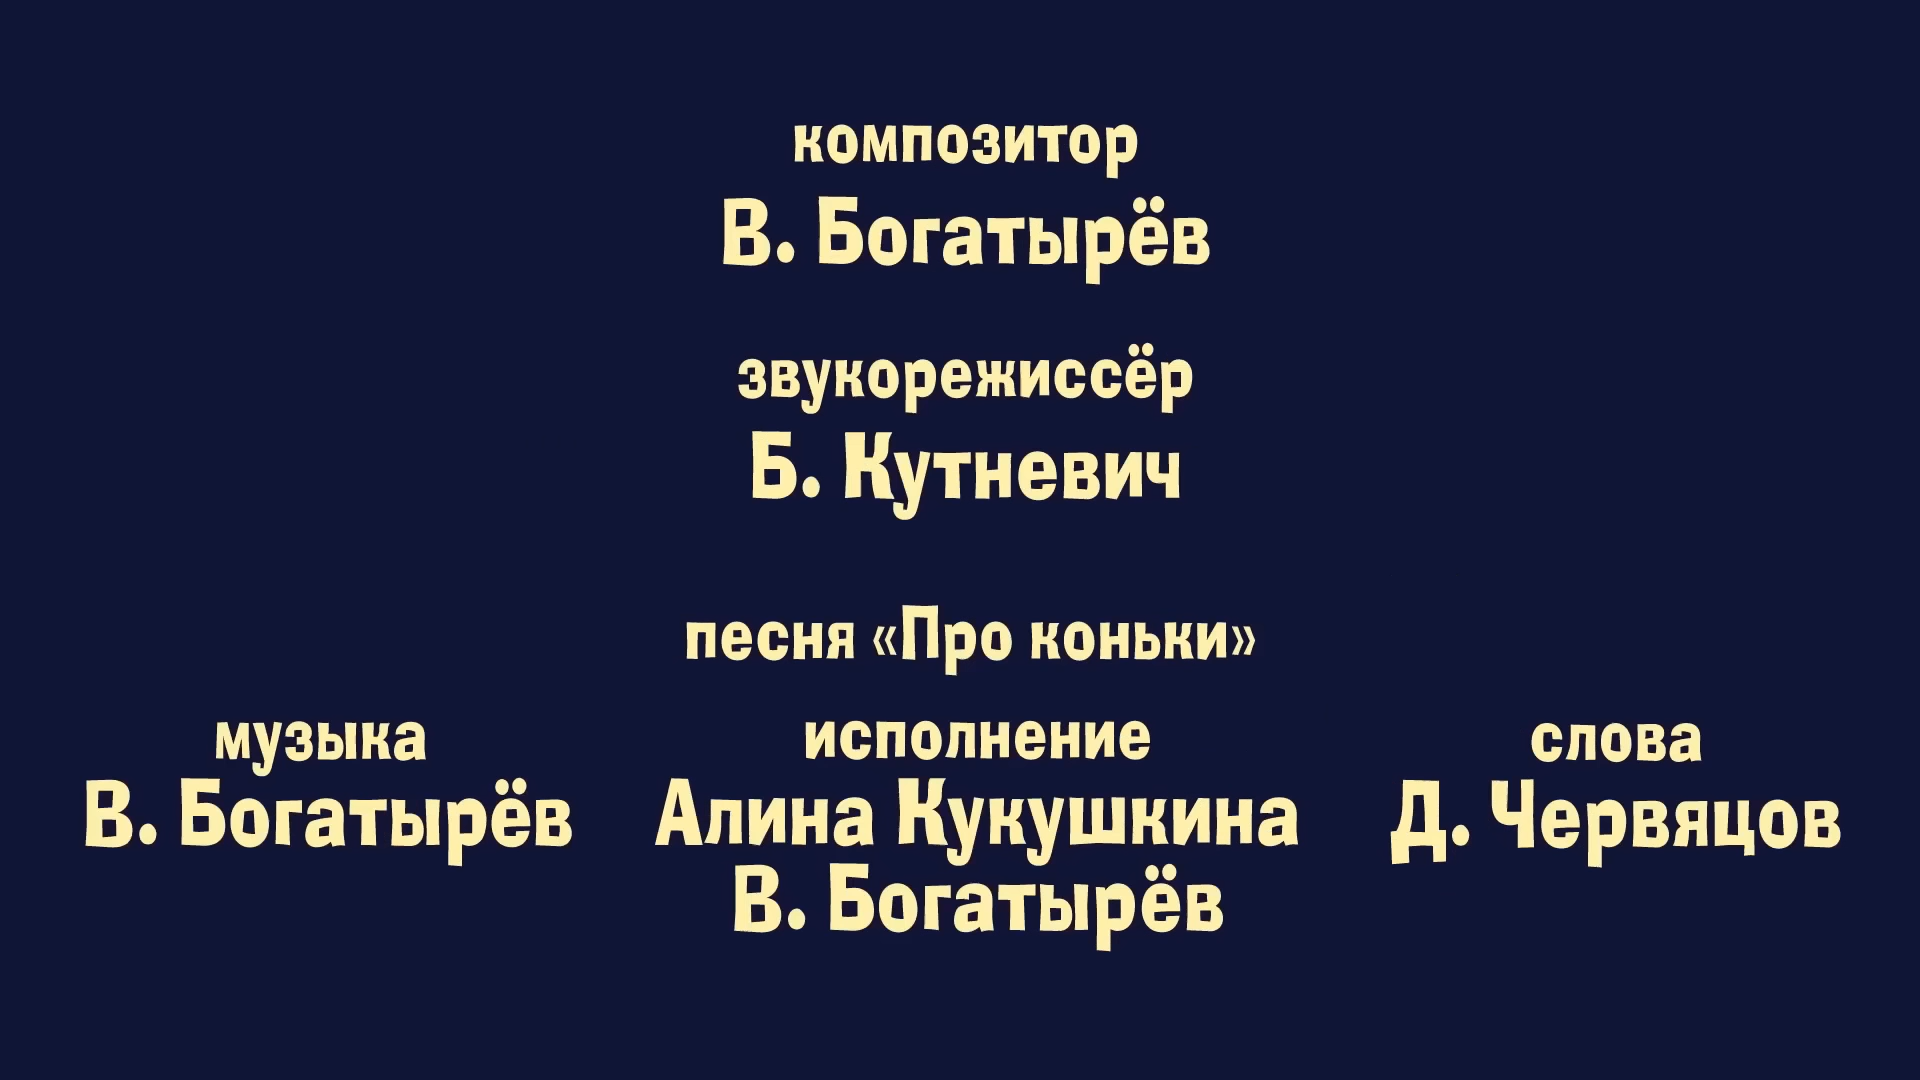 композитор
В. Богатырёв
звукорежиссёр
Б. Кутневич
песня «Про коньки»
музыка
В. Богатырёв
исполнение
Алина Кукушкина
В. Богатырёв
слова
Д. Червяцов